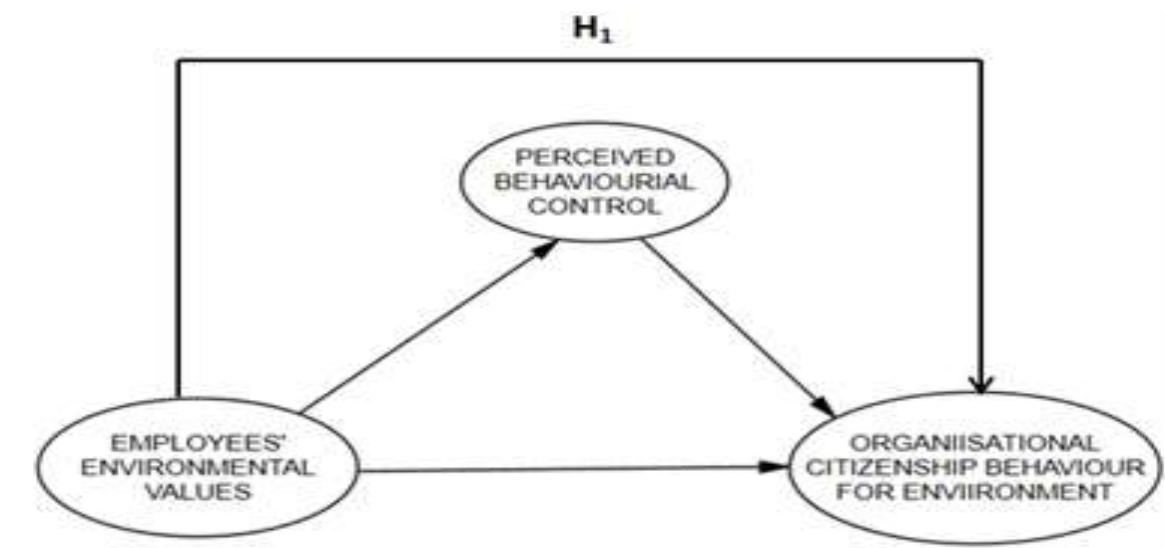 H₁
PERCEIVED
BEHAVIOURIAL
CONTROL
EMPLOYEES'
ENVIRONMENTAL
VALUES
ORGANIISATIONAL
CITIZENSHIP BEHAVIOUR
FOR ENVIIRONMENT